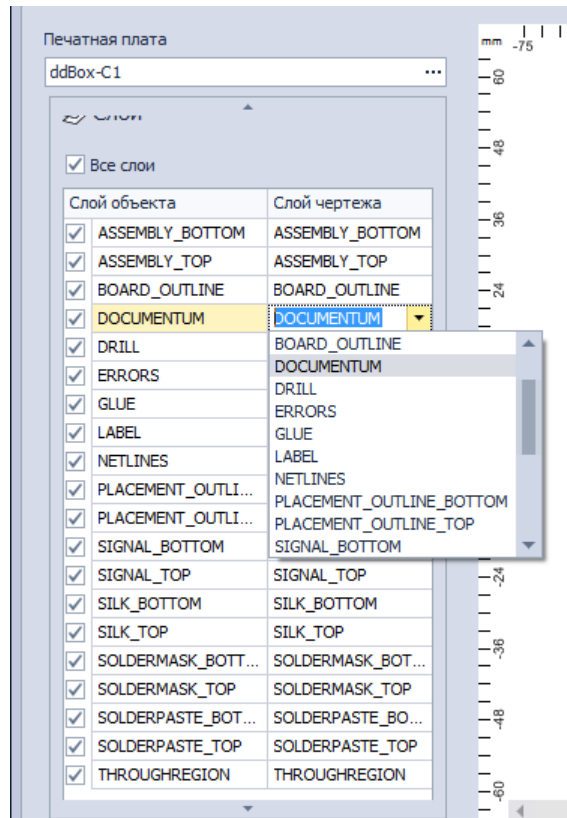 Печатная плата
mm -75
ddBox-C1 ...
Слои
Все слои
Слой объекта Слой чертежа
ASSEMBLY_BOTTOM ASSEMBLY_BOTTOM
ASSEMBLY_TOP ASSEMBLY_TOP
BOARD_OUTLINE BOARD_OUTLINE
DOCUMENTUM DOCUMENTUM
DRILL
ERRORS
GLUE
LABEL
NETLINES
PLACEMENT_OUTLI...
PLACEMENT_OUTLI...
SIGNAL_BOTTOM
BOARD_OUTLINE
DOCUMENTUM
DRILL
ERRORS
GLUE
LABEL
NETLINES
PLACEMENT_OUTLINE_BOTTOM
PLACEMENT_OUTLINE_TOP
SIGNAL_BOTTOM
SIGNAL_TOP SIGNAL_TOP
SILK_BOTTOM SILK_BOTTOM
SILK_TOP SILK_TOP
SOLDERMASK_BOTT... SOLDERMASK_BOT...
SOLDERMASK_TOP SOLDERMASK_TOP
SOLDERPASTE_BOT... SOLDERPASTE_BO...
SOLDERPASTE_TOP SOLDERPASTE_TOP
THROUGHREGION THROUGHREGION
60
48
36
24
-24
-36
-48
-60